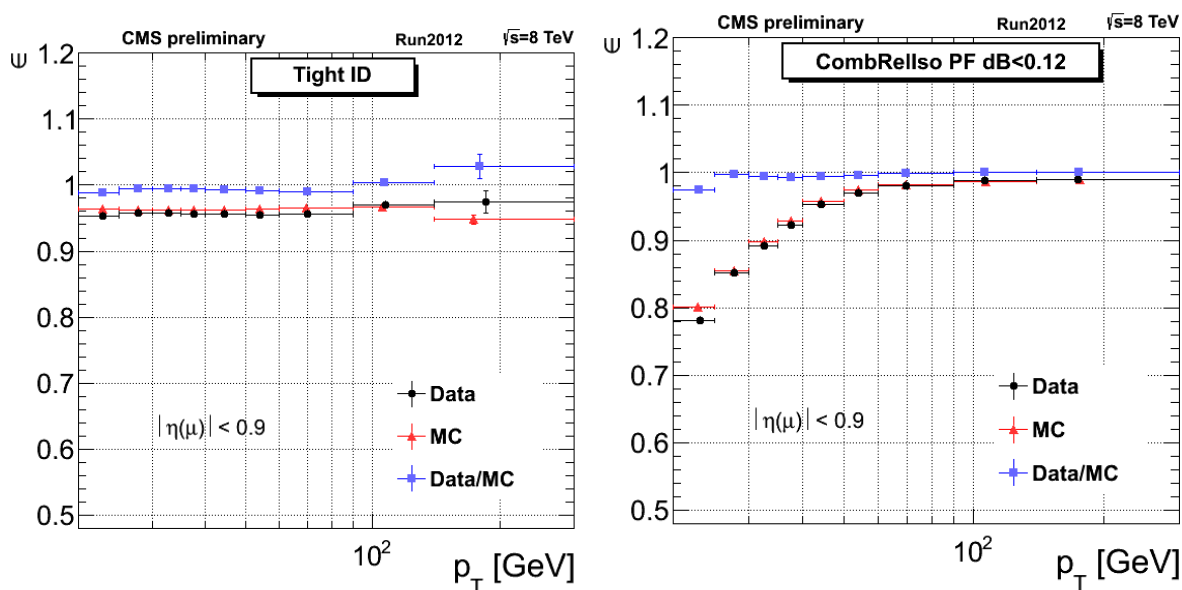 CMS preliminary Run2012 √s=8 TeV
Tight ID
ϵ
1.2
1.1
1
0.9
0.8
0.7
0.6
0.5
Data
MC
Data/MC
|η(μ)| < 0.9
10²
p_T [GeV]
CMS preliminary Run2012 √s=8 TeV
CombRelIso PF dB<0.12
ϵ
1.2
1.1
1
0.9
0.8
0.7
0.6
0.5
Data
MC
Data/MC
|η(μ)| < 0.9
10²
p_T [GeV]